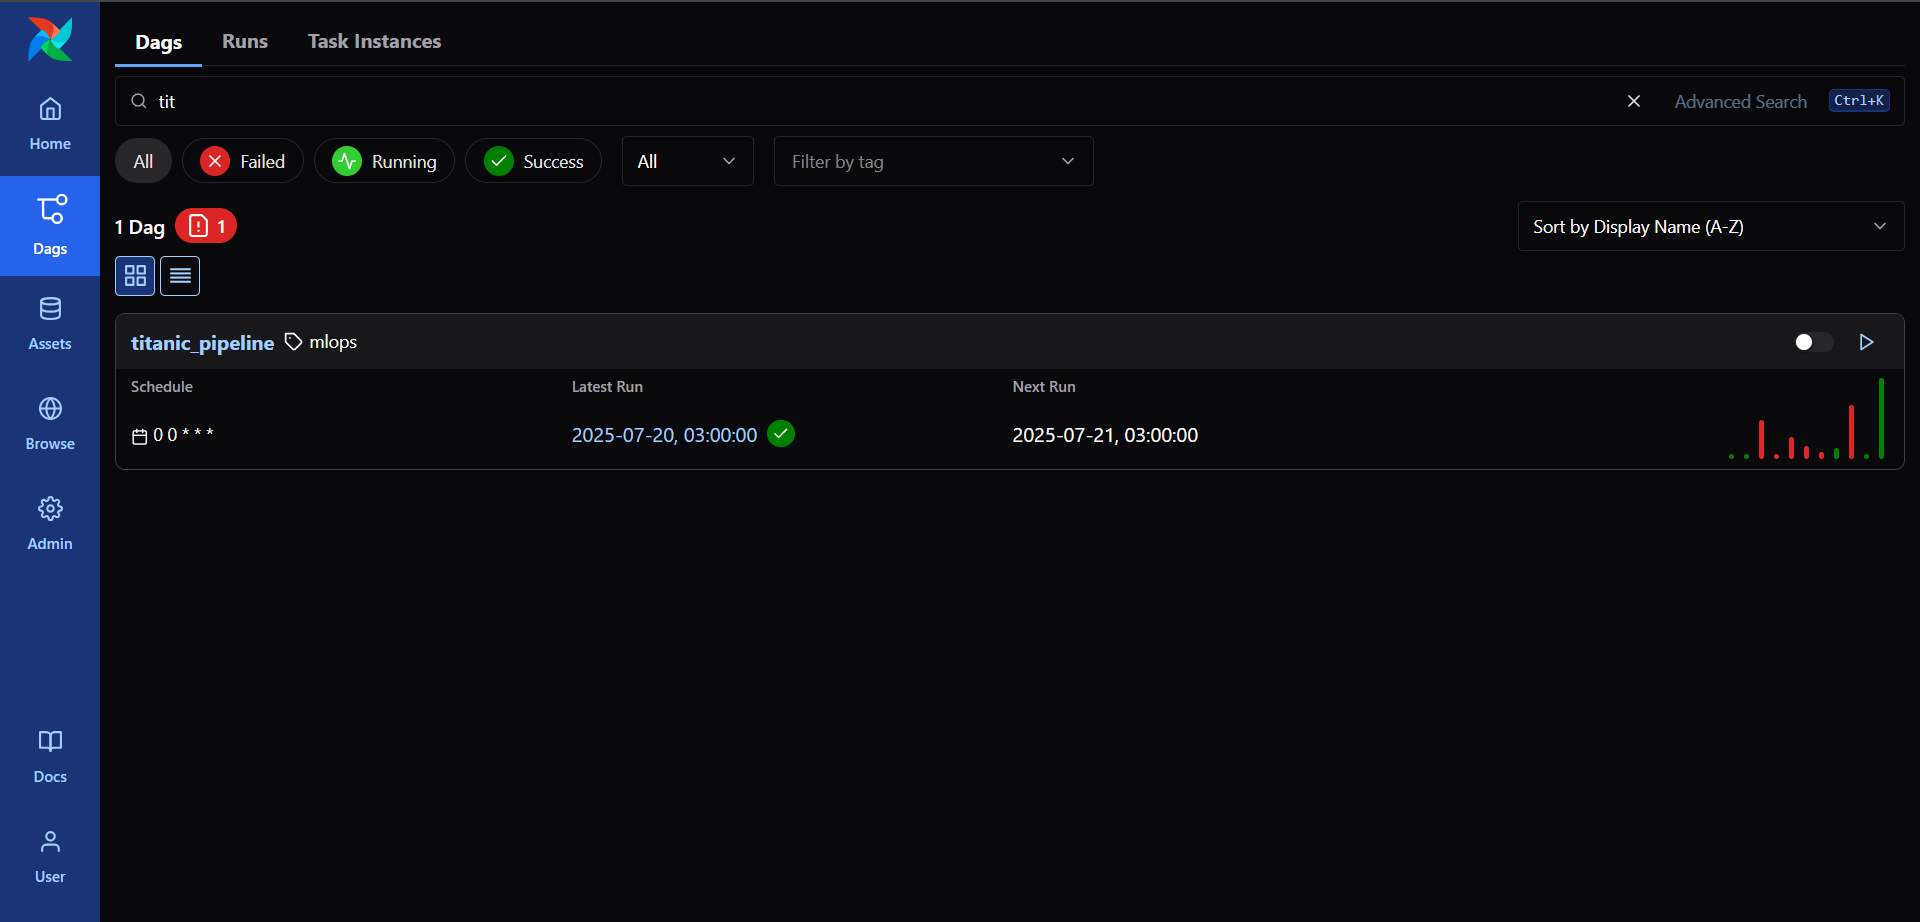 Dags Runs Task Instances
tit Advanced Search Ctrl+K
Home
All Failed Running Success All Filter by tag
Dags
1 Dag 1 Sort by Display Name (A-Z)
Assets
titanic_pipeline mlops
Schedule Latest Run Next Run
0 0 * * * 2025-07-20, 03:00:00 2025-07-21, 03:00:00
Browse
Admin
Docs
User